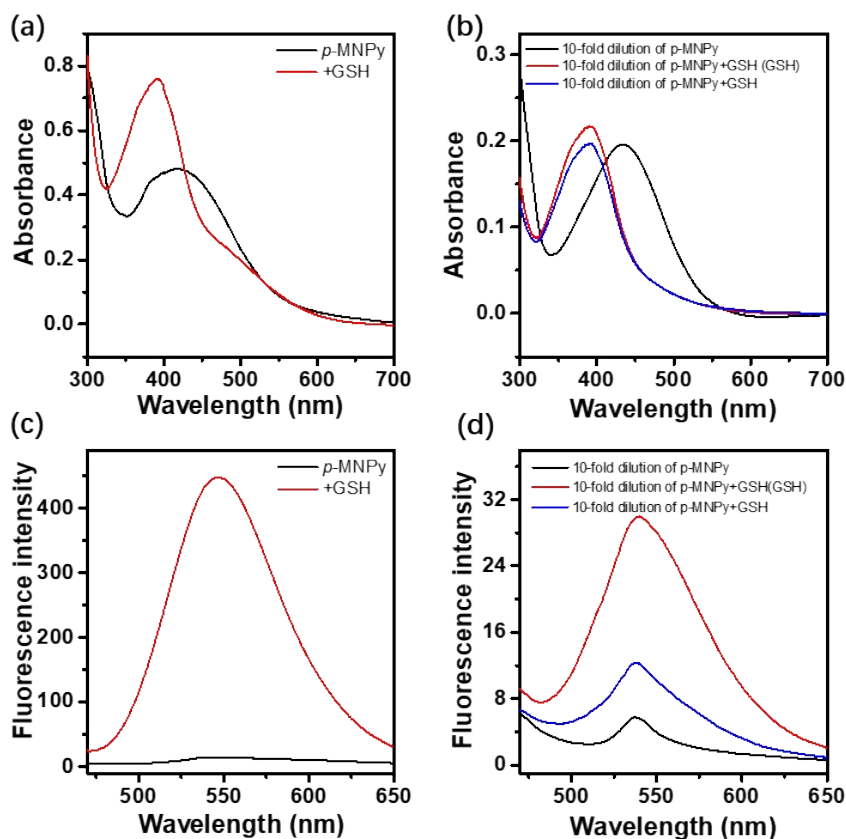 (a)
p-MNPy
+GSH
0.8
0.6
0.4
0.2
0.0
Absorbance
300 400 500 600 700
Wavelength (nm)
(b)
10-fold dilution of p-MNPy
10-fold dilution of p-MNPy+GSH (GSH)
10-fold dilution of p-MNPy+GSH
0.3
0.2
0.1
0.0
Absorbance
300 400 500 600 700
Wavelength (nm)
(c)
p-MNPy
+GSH
400
300
200
100
0
Fluorescence intensity
500 550 600 650
Wavelength (nm)
(d)
10-fold dilution of p-MNPy
10-fold dilution of p-MNPy+GSH(GSH)
10-fold dilution of p-MNPy+GSH
36
24
16
8
0
Fluorescence intensity
500 550 600 650
Wavelength (nm)